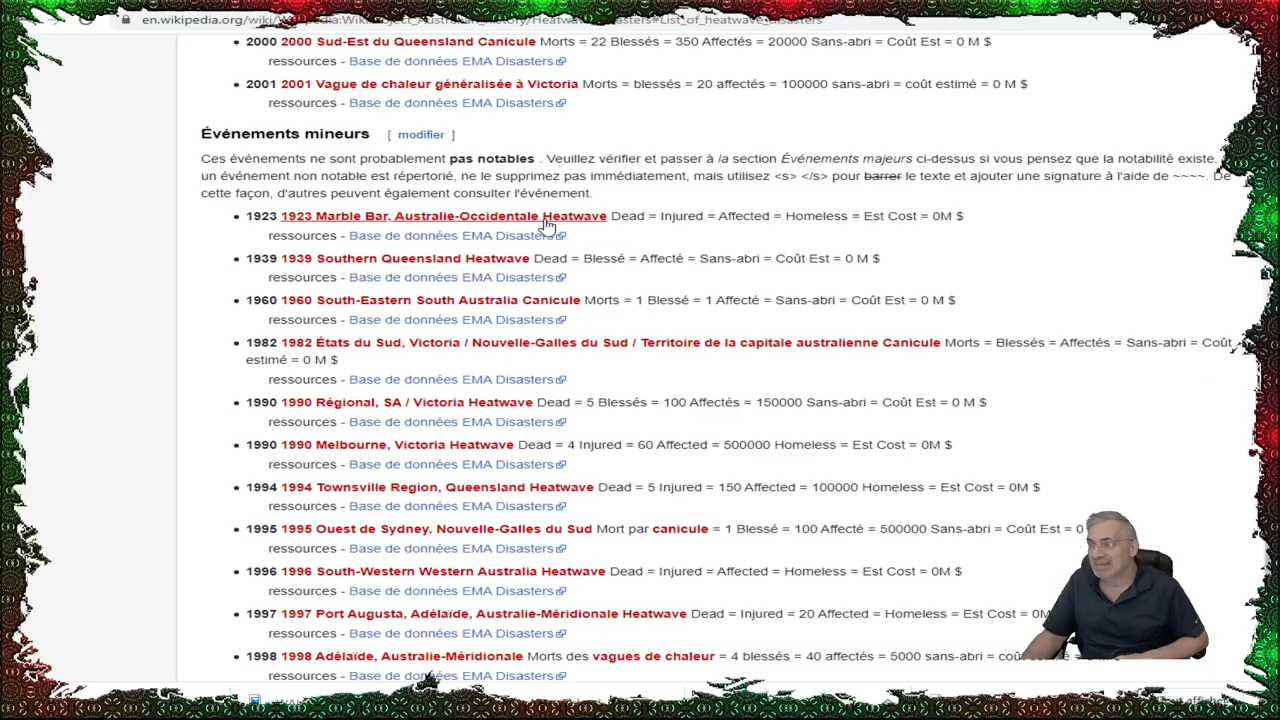 en.wikipedia.org/wiki/Wikipedia:WikiProject_Australian_history/Heatwave_disasters#List_of_heatwave_disasters
• 2000 2000 Sud-Est du Queensland Canicule Morts = 22 Blessés = 350 Affectés = 20000 Sans-abri = Coût Est = 0 M $
ressources - Base de données EMA Disasters
• 2001 2001 Vague de chaleur généralisée à Victoria Morts = blessés = 20 affectés = 100000 sans-abri = coût estimé = 0 M $
ressources - Base de données EMA Disasters
Événements mineurs [ modifier ]
Ces événements ne sont probablement pas notables . Veuillez vérifier et passer à la section Événements majeurs ci-dessus si vous pensez que la notabilité existe.
un événement non notable est répertorié, ne le supprimez pas immédiatement, mais utilisez <s> </s> pour barrer le texte et ajouter une signature à l'aide de ~~~~. De
cette façon, d'autres peuvent également consulter l'événement.
• 1923 1923 Marble Bar, Australie-Occidentale Heatwave Dead = Injured = Affected = Homeless = Est Cost = 0M $
ressources - Base de données EMA Disasters
• 1939 1939 Southern Queensland Heatwave Dead = Blessé = Affecté = Sans-abri = Coût Est = 0 M $
ressources - Base de données EMA Disasters
• 1960 1960 South-Eastern South Australia Canicule Morts = 1 Blessé = 1 Affecté = Sans-abri = Coût Est = 0 M $
ressources - Base de données EMA Disasters
• 1982 1982 États du Sud, Victoria / Nouvelle-Galles du Sud / Territoire de la capitale australienne Canicule Morts = Blessés = Affectés = Sans-abri = Coût
estimé = 0 M $
ressources - Base de données EMA Disasters
• 1990 1990 Régional, SA / Victoria Heatwave Dead = 5 Blessés = 100 Affectés = 150000 Sans-abri = Coût Est = 0 M $
ressources - Base de données EMA Disasters
• 1990 1990 Melbourne, Victoria Heatwave Dead = 4 Injured = 60 Affected = 500000 Homeless = Est Cost = 0M $
ressources - Base de données EMA Disasters
• 1994 1994 Townsville Region, Queensland Heatwave Dead = 5 Injured = 150 Affected = 100000 Homeless = Est Cost = 0M $
ressources - Base de données EMA Disasters
• 1995 1995 Ouest de Sydney, Nouvelle-Galles du Sud Mort par canicule = 1 Blessé = 100 Affecté = 500000 Sans-abri = Coût Est = 0
ressources - Base de données EMA Disasters
• 1996 1996 South-Western Western Australia Heatwave Dead = Injured = Affected = Homeless = Est Cost = 0M $
ressources - Base de données EMA Disasters
• 1997 1997 Port Augusta, Adélaïde, Australie-Méridionale Heatwave Dead = Injured = 20 Affected = Homeless = Est Cost = 0M
ressources - Base de données EMA Disasters
• 1998 1998 Adélaïde, Australie-Méridionale Morts des vagues de chaleur = 4 blessés = 40 affectés = 5000 sans-abri =
ressources - Base de données EMA Disasters